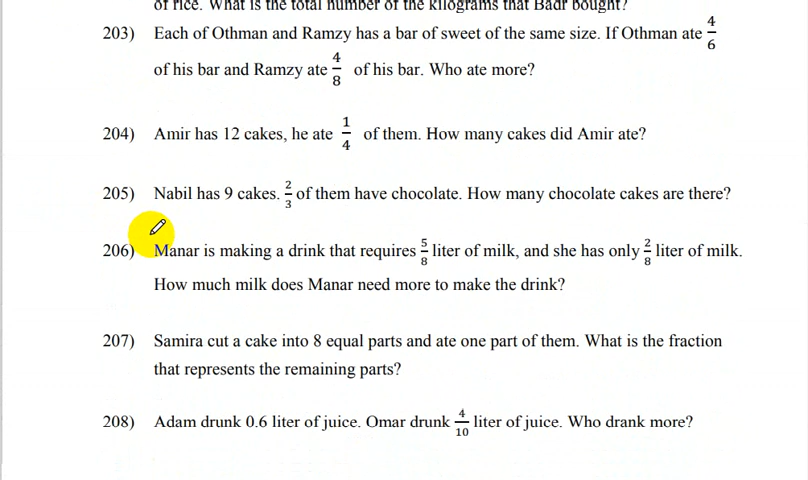 of rice. What is the total number of the kilograms that Badr bought?
203) Each of Othman and Ramzy has a bar of sweet of the same size. If Othman ate 4/6
of his bar and Ramzy ate 4/8 of his bar. Who ate more?
204) Amir has 12 cakes, he ate 1/4 of them. How many cakes did Amir ate?
205) Nabil has 9 cakes. 2/3 of them have chocolate. How many chocolate cakes are there?
206) Manar is making a drink that requires 5/8 liter of milk, and she has only 2/8 liter of milk.
How much milk does Manar need more to make the drink?
207) Samira cut a cake into 8 equal parts and ate one part of them. What is the fraction
that represents the remaining parts?
208) Adam drunk 0.6 liter of juice. Omar drunk 4/10 liter of juice. Who drank more?